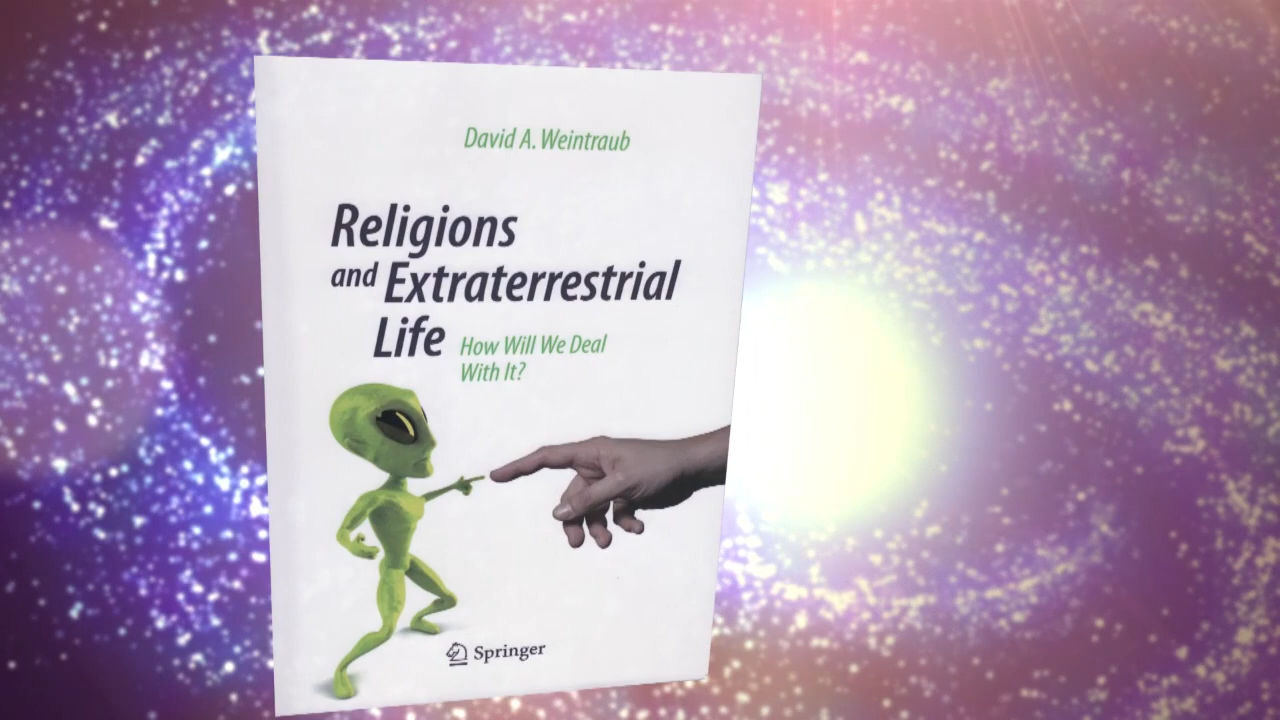 David A. Weintraub
Religions
and Extraterrestrial
Life How Will We Deal
With It?
Springer